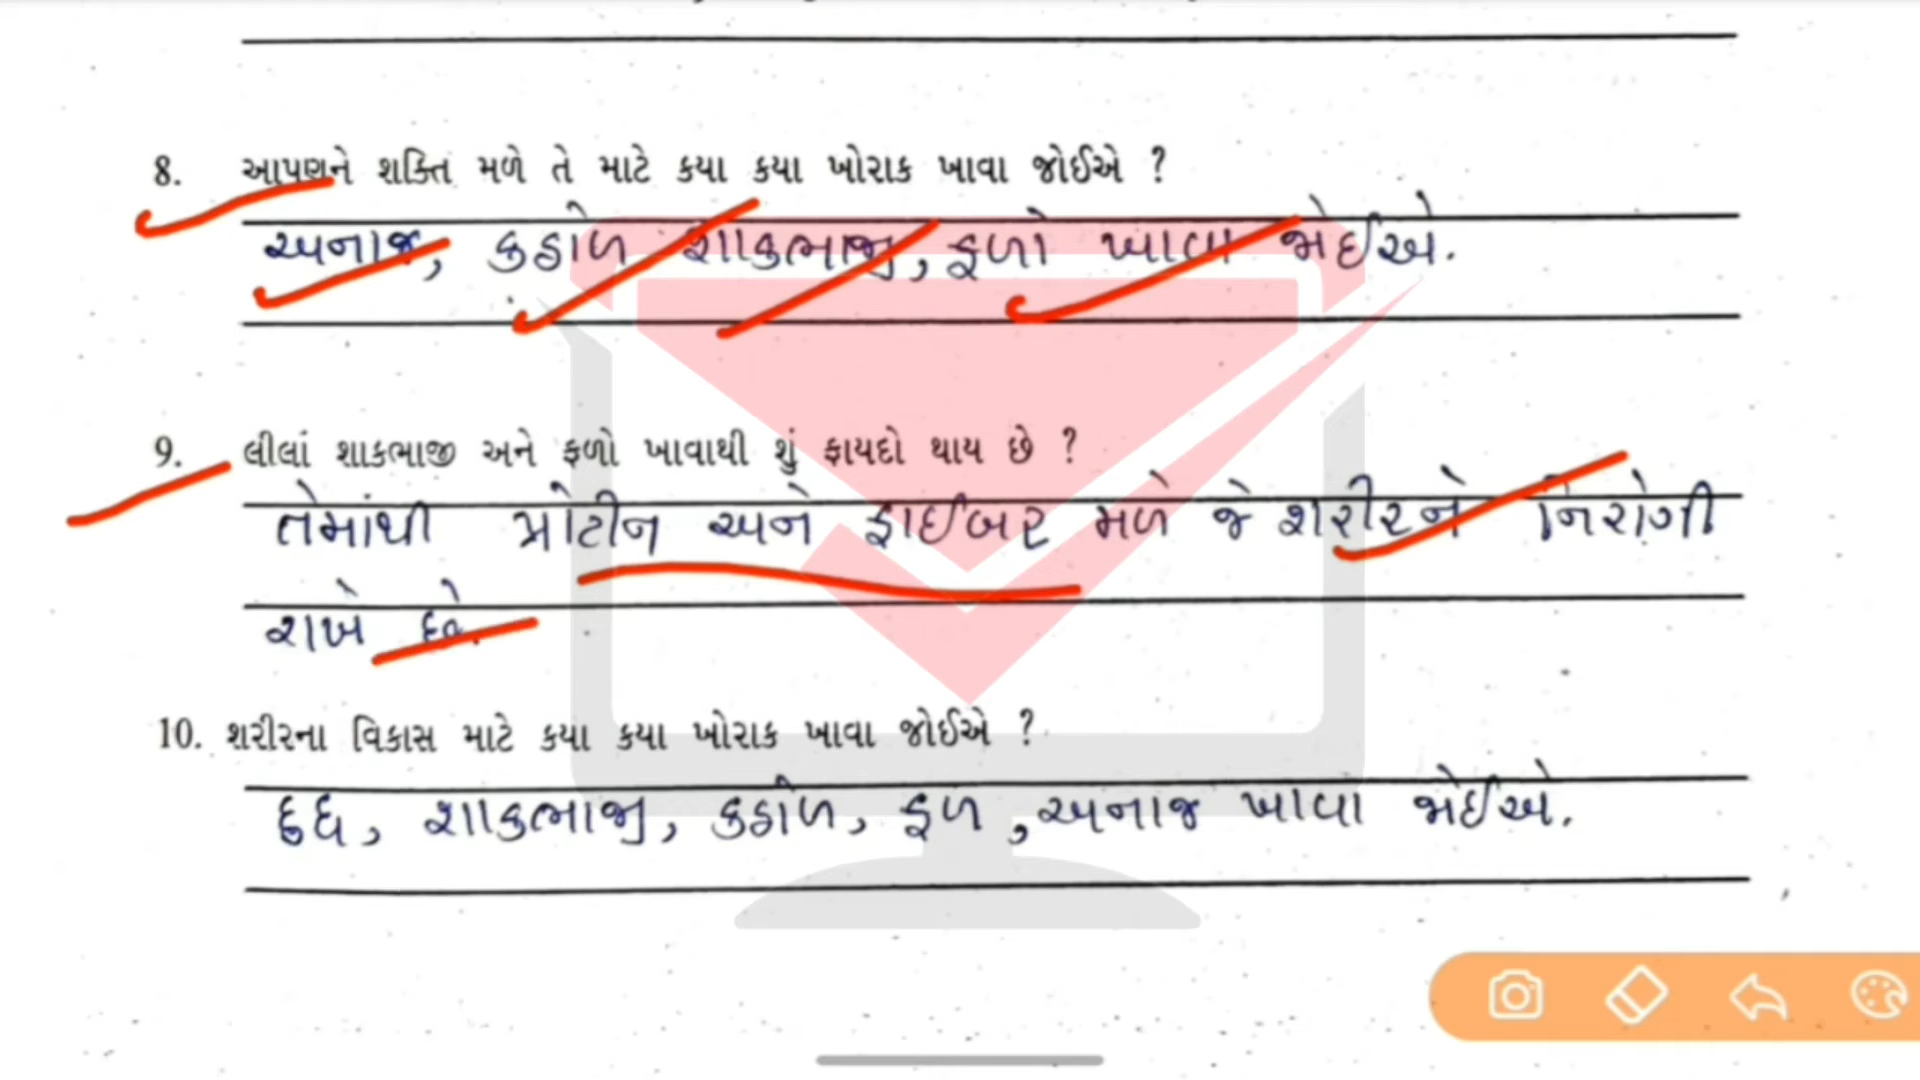 8. આપણને શક્તિ મળે તે માટે કયા કયા ખોરાક ખાવા જોઈએ ?
અનાજ, કઠોળ શાકભાજી, ફળો ખાવા જોઈએ.
9. લીલાં શાકભાજી અને ફળો ખાવાથી શું ફાયદો થાય છે ?
તેમાંથી પ્રોટીન અને ફાઈબર મળે જે શરીરને નિરોગી
રાખે છે.
10. શરીરના વિકાસ માટે કયા કયા ખોરાક ખાવા જોઈએ ?
દુધ, શાકભાજી, કઠોળ, ફળ, અનાજ ખાવા જોઈએ.